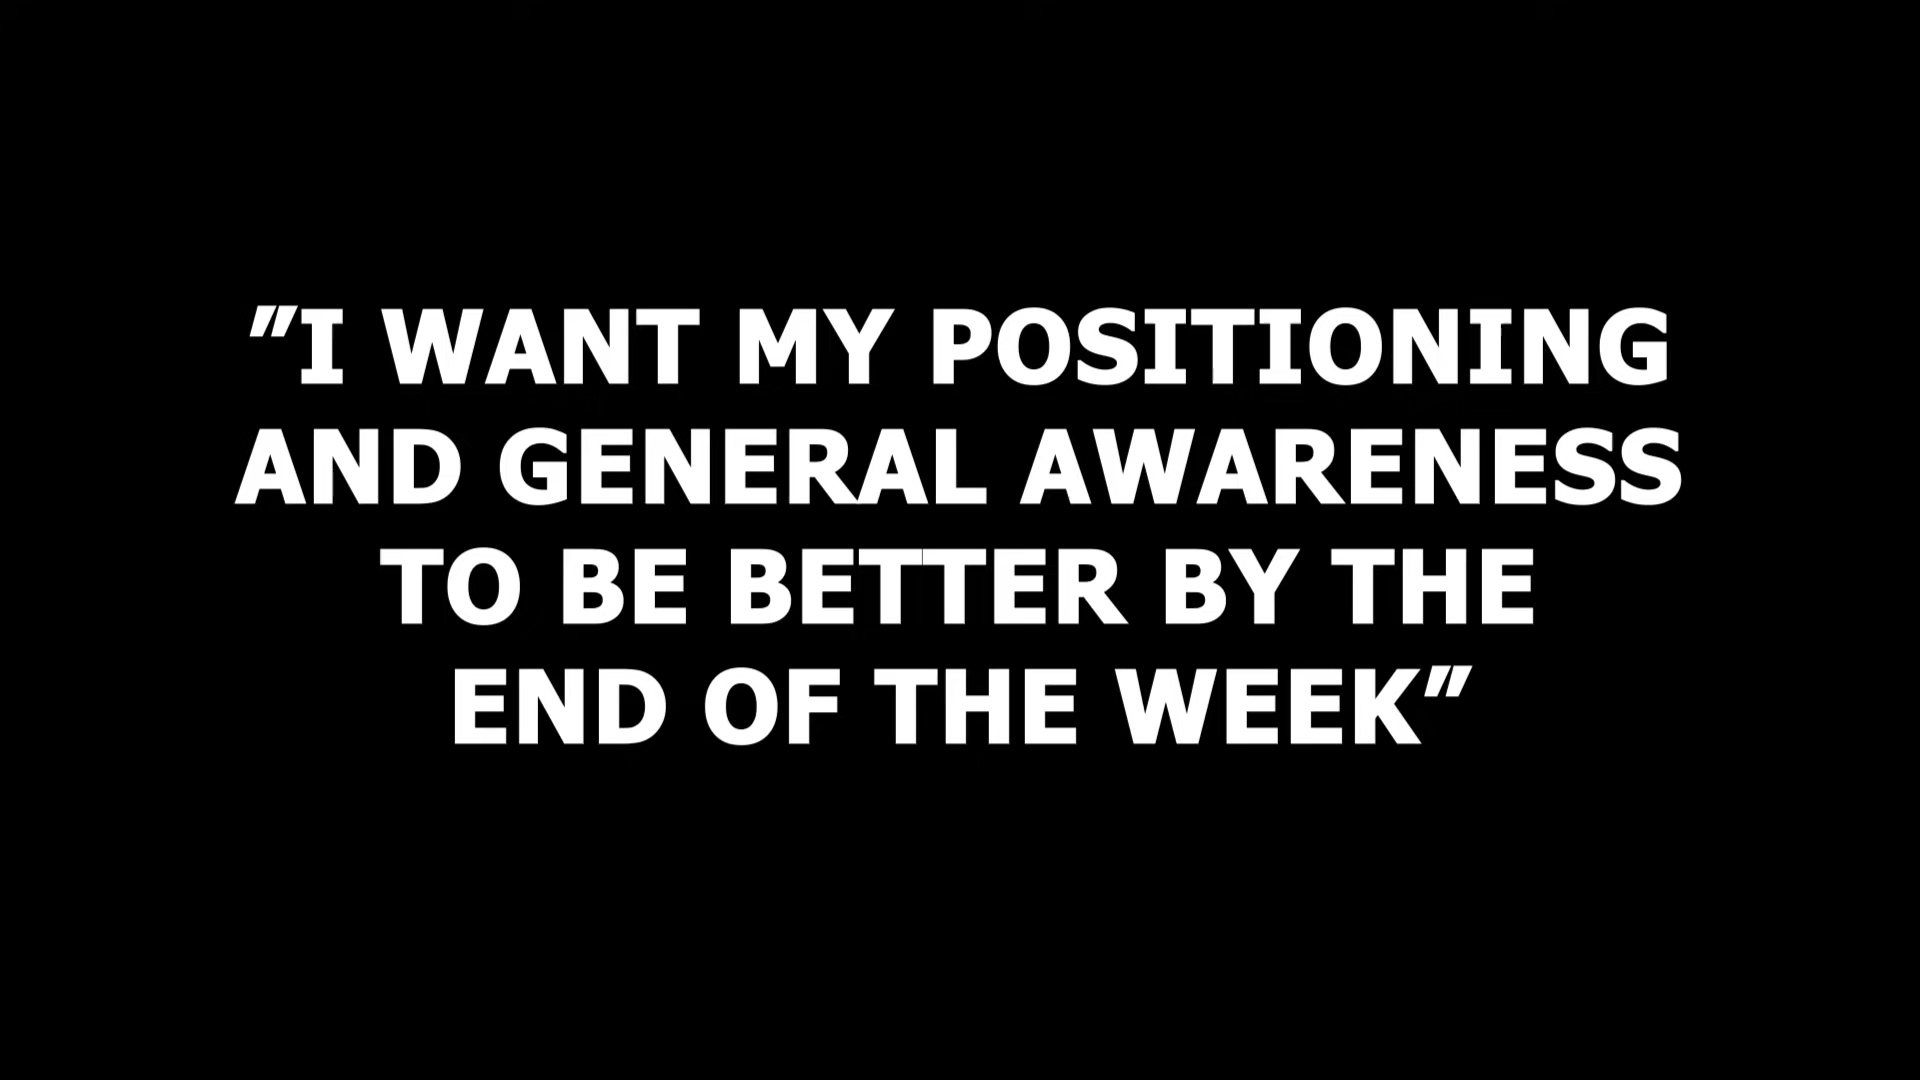 "I WANT MY POSITIONING
AND GENERAL AWARENESS
TO BE BETTER BY THE
END OF THE WEEK"